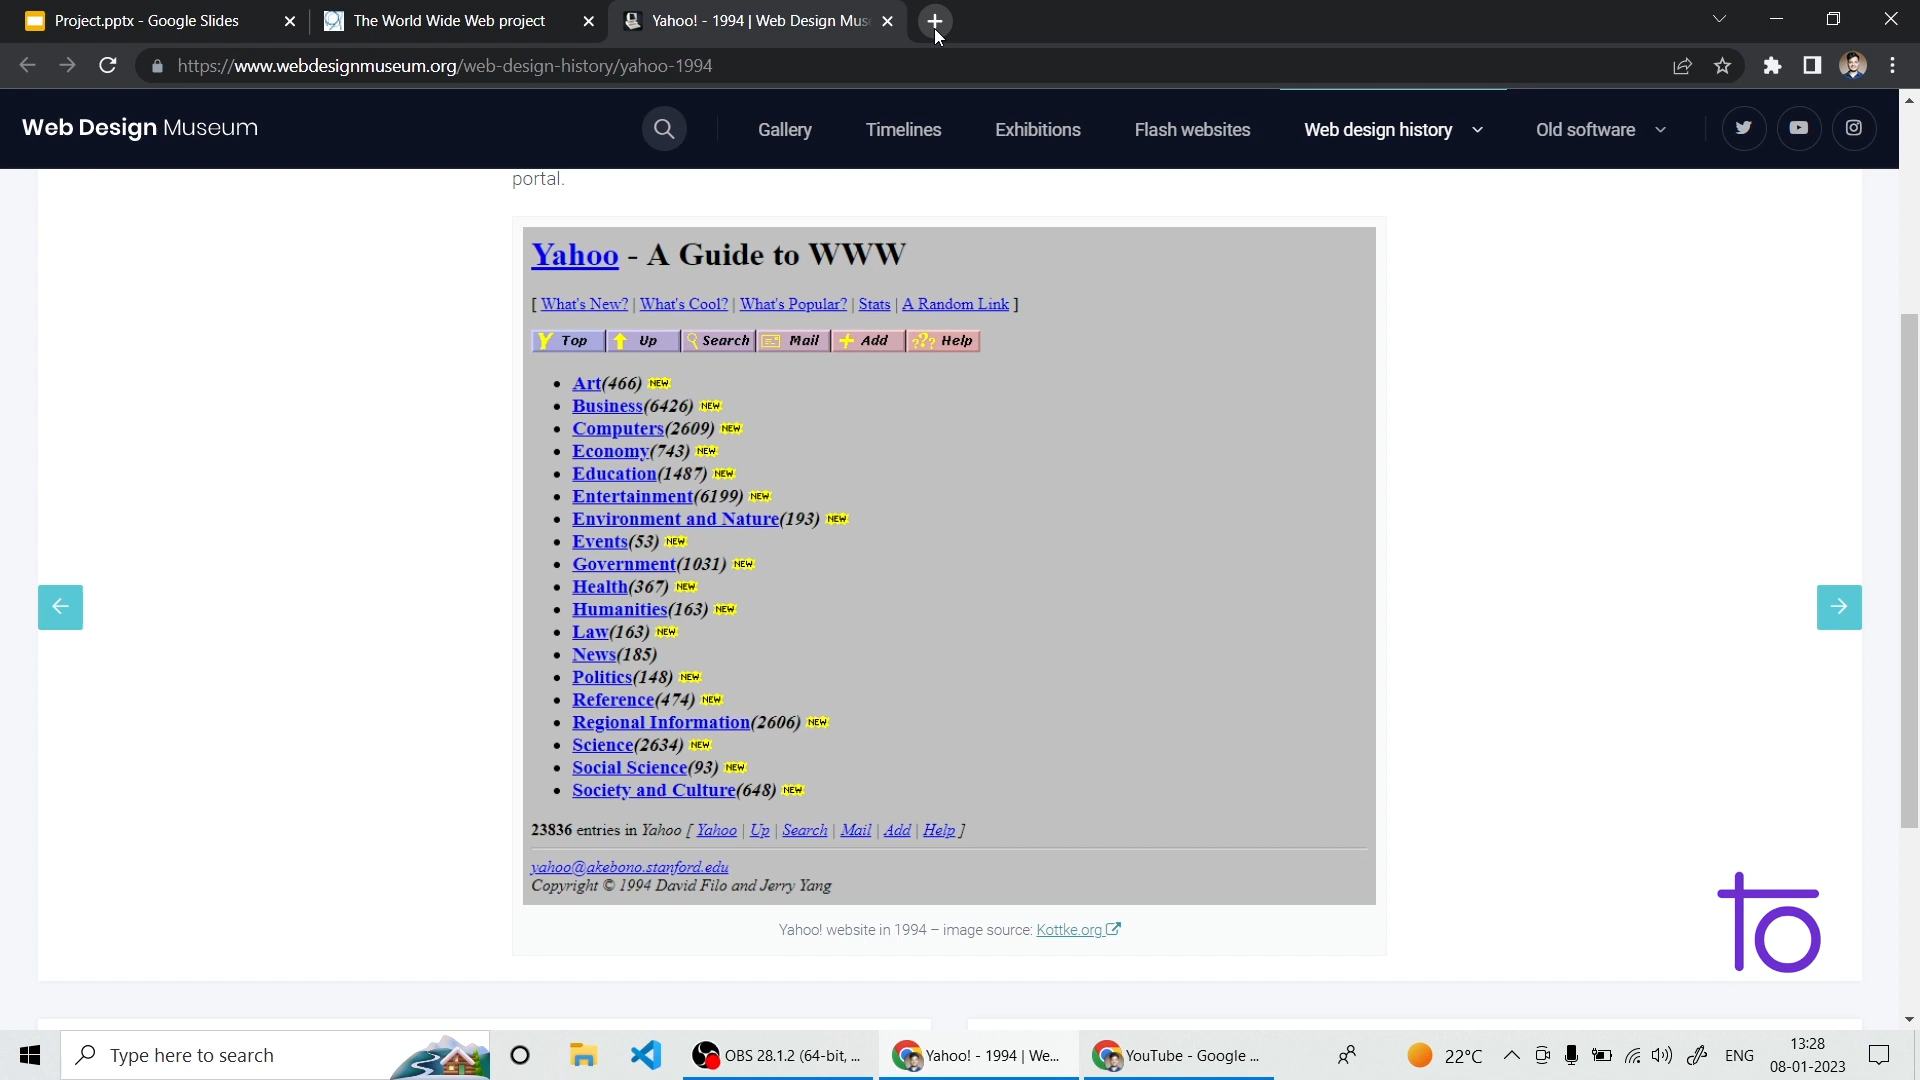 Project.pptx - Google Slides
The World Wide Web project
Yahoo! - 1994 | Web Design Mus
https://www.webdesignmuseum.org/web-design-history/yahoo-1994
Web Design Museum
Gallery
Timelines
Exhibitions
Flash websites
Web design history
Old software
portal.
Yahoo - A Guide to WWW
[ What's New? | What's Cool? | What's Popular? | Stats | A Random Link ]
Y Top
Up
Search
Mail
Add
??? Help
Art(466) NEW
Business(6426) NEW
Computers(2609) NEW
Economy(743) NEW
Education(1487) NEW
Entertainment(6199) NEW
Environment and Nature(193) NEW
Events(53) NEW
Government(1031) NEW
Health(367) NEW
Humanities(163) NEW
Law(163) NEW
News(185)
Politics(148) NEW
Reference(474) NEW
Regional Information(2606) NEW
Science(2634) NEW
Social Science(93) NEW
Society and Culture(648) NEW
23836 entries in Yahoo [ Yahoo | Up | Search | Mail | Add | Help ]
yahoo@akebono.stanford.edu
Copyright © 1994 David Filo and Jerry Yang
Yahoo! website in 1994 – image source: Kottke.org
to
Type here to search
OBS 28.1.2 (64-bit, ...
Yahoo! - 1994 | We...
YouTube - Google ...
22°C
ENG
13:28
08-01-2023